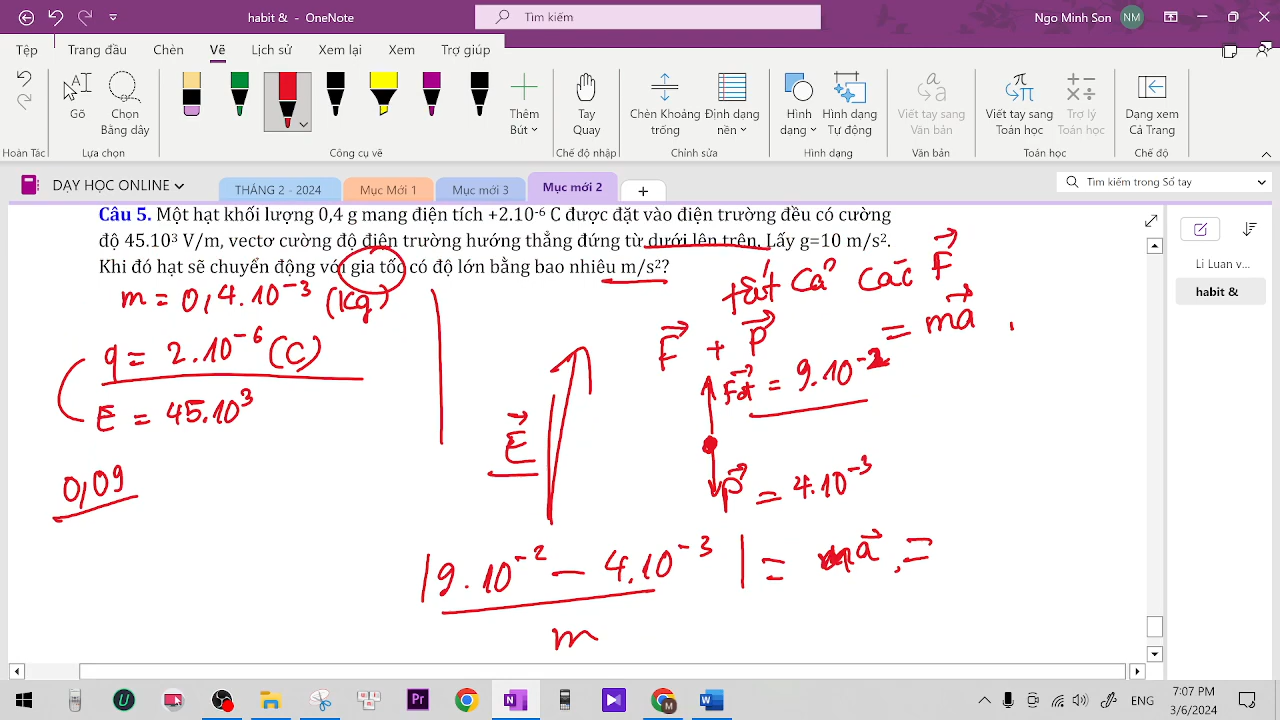 habit & - OneNote
Tìm kiếm
Ngo Minh Son NM
Tệp Trang đầu Chèn Vẽ Lịch sử Xem lại Xem Trợ giúp
Gõ
Chọn Bằng dây
Thêm Bút
Tay Quay
Chèn Khoảng trống
Định dạng nền
Hình dạng
Hình dạng Tự động
Viết tay sang Văn bản
Viết tay sang Toán học
Trợ lý Toán học
Dạng xem Cả Trang
Hoàn Tác Lựa chọn Công cụ vẽ Chế độ nhập Chỉnh sửa Hình dạng Văn bản Toán học Chế độ
DẠY HỌC ONLINE THÁNG 2 - 2024 Mục Mới 1 Mục mới 3 Mục mới 2 +
Tìm kiếm trong Sổ tay
Li Luan v...
habit &
Câu 5. Một hạt khối lượng 0,4 g mang điện tích +2.10⁻⁶ C được đặt vào điện trường đều có cường
độ 45.10³ V/m, vectơ cường độ điện trường hướng thẳng đứng từ dưới lên trên. Lấy g=10 m/s².
Khi đó hạt sẽ chuyển động với gia tốc có độ lớn bằng bao nhiêu m/s²?
m = 0,4.10⁻³ (kg)
q = 2.10⁻⁶ (C)
E = 45.10³
0,09
E⃗
tất cả các F⃗
F⃗ + P⃗ = ma⃗
F⃗đt = 9.10⁻²
P⃗ = 4.10⁻³
|9.10⁻² – 4.10⁻³| = ma⃗ =
m
ENG
7:07 PM
3/6/2024